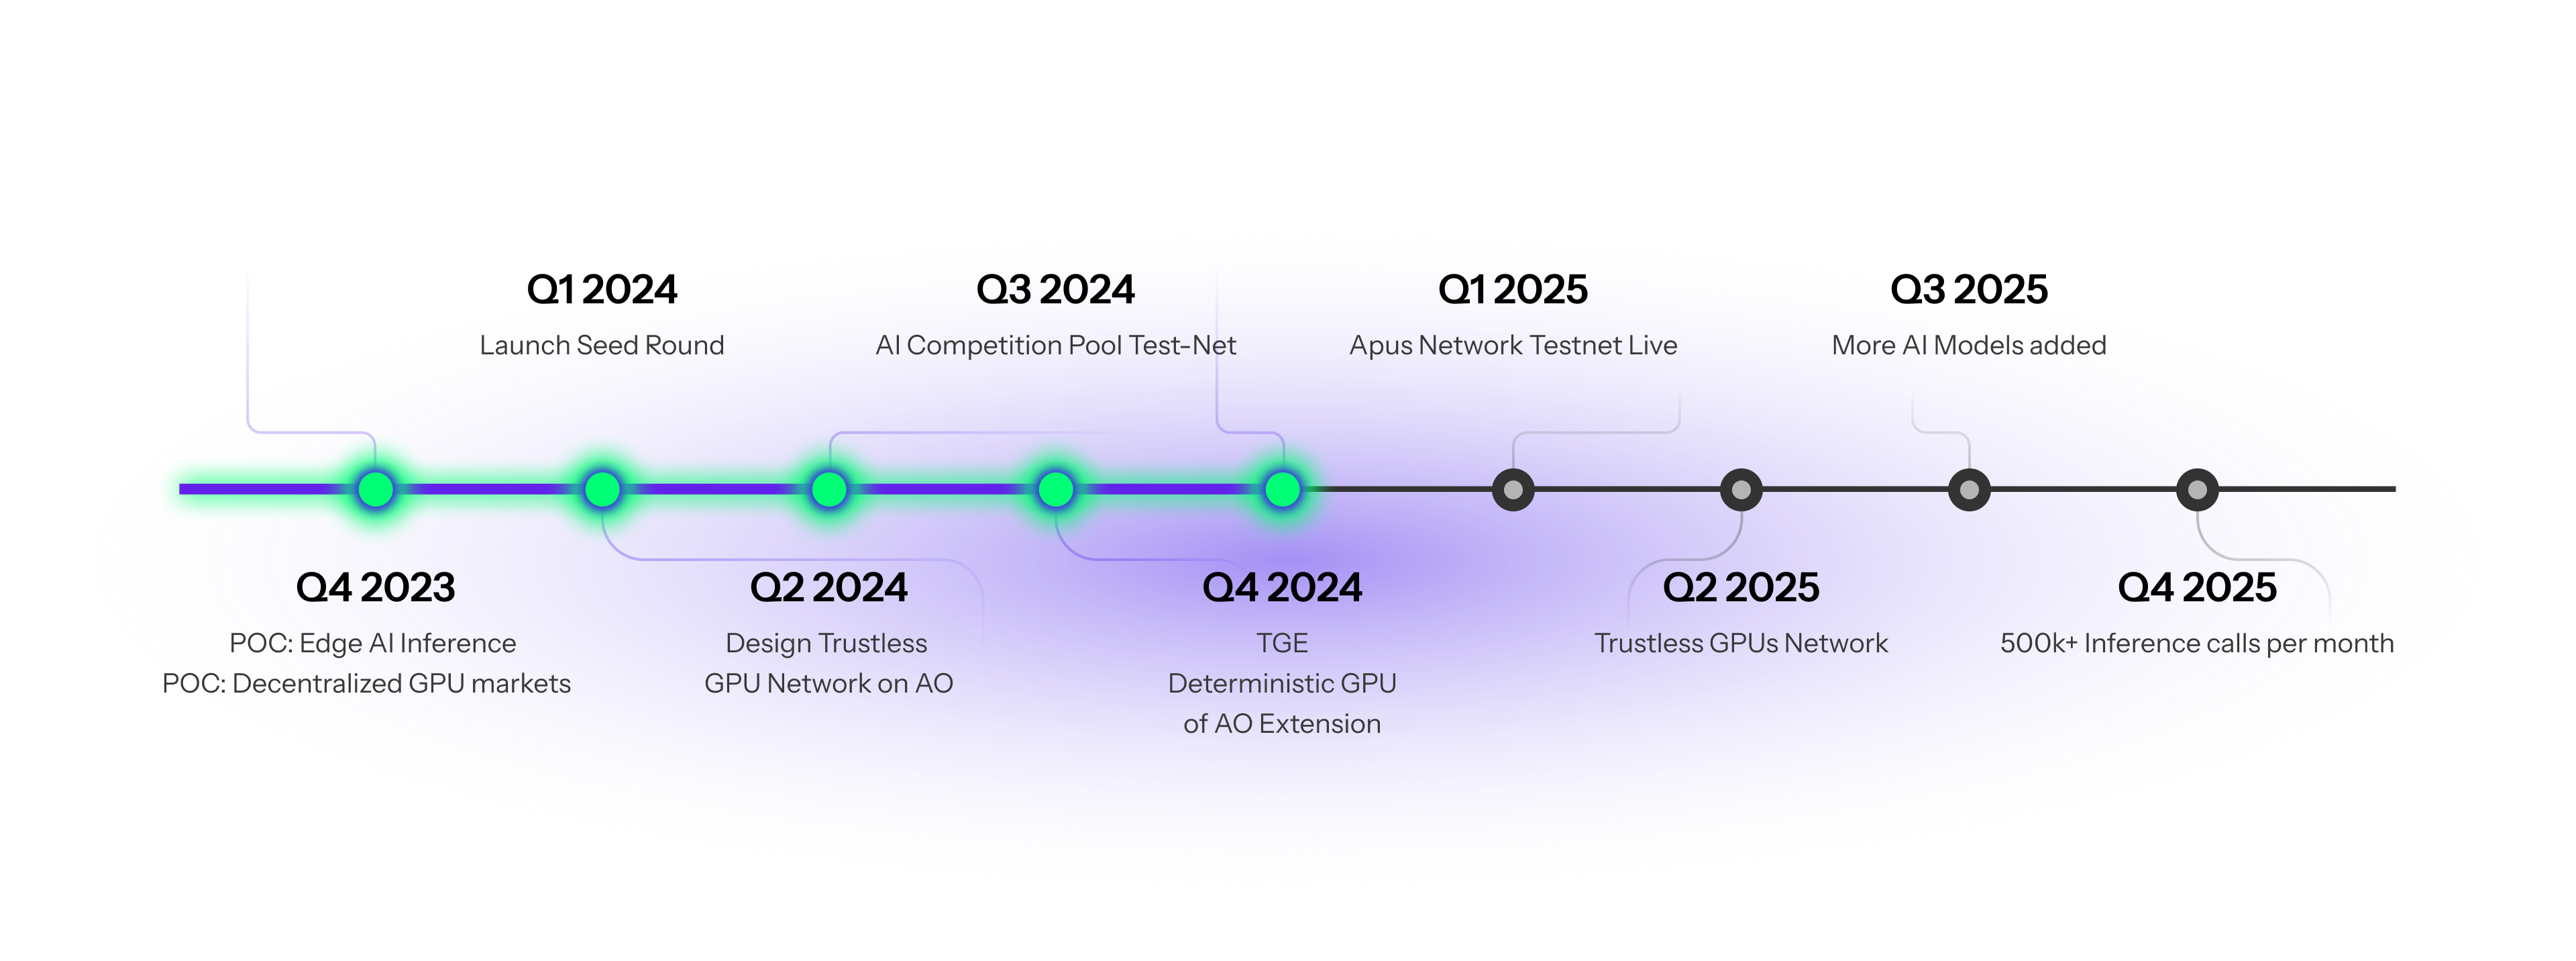 Q1 2024
Launch Seed Round
Q3 2024
AI Competition Pool Test-Net
Q1 2025
Apus Network Testnet Live
Q3 2025
More AI Models added
Q4 2023
POC: Edge AI Inference
POC: Decentralized GPU markets
Q2 2024
Design Trustless
GPU Network on AO
Q4 2024
TGE
Deterministic GPU
of AO Extension
Q2 2025
Trustless GPUs Network
Q4 2025
500k+ Inference calls per month